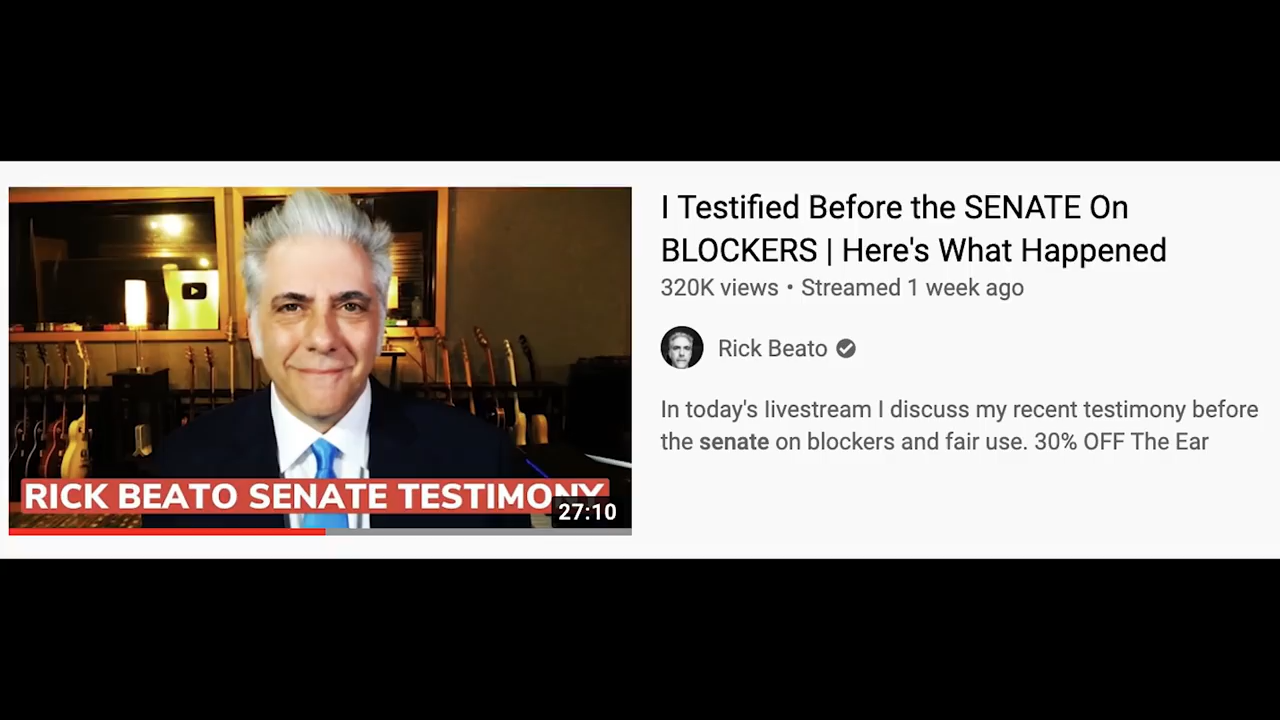 I Testified Before the SENATE On
BLOCKERS | Here's What Happened
320K views • Streamed 1 week ago
Rick Beato
In today's livestream I discuss my recent testimony before
the senate on blockers and fair use. 30% OFF The Ear
RICK BEATO SENATE TESTIMONY
27:10